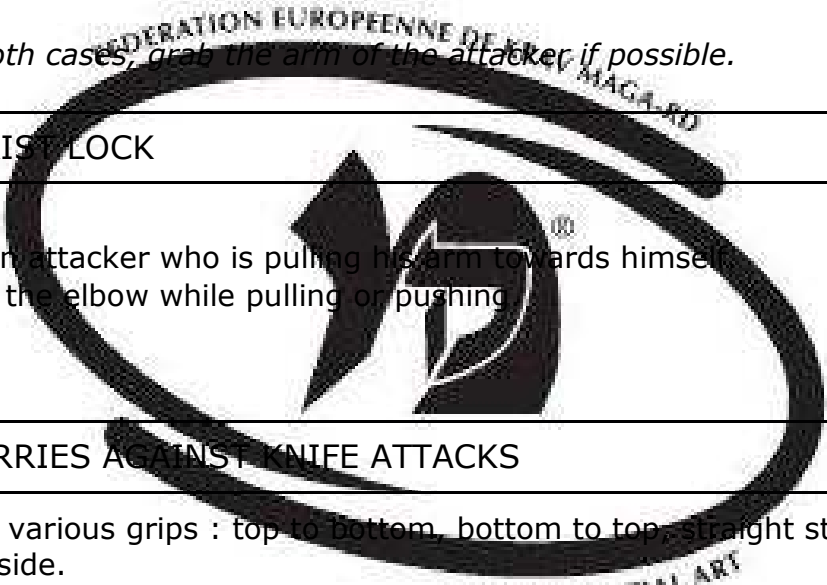 FEDERATION EUROPEENNE DE KRAV MAGA-RD
oth cases, grab the arm of the attacker if possible.
IST LOCK
n attacker who is pulling his arm towards himself,
the elbow while pulling or pushing.
®
RRIES AGAINST KNIFE ATTACKS
various grips : top to bottom, bottom to top, straight st
side.
ART